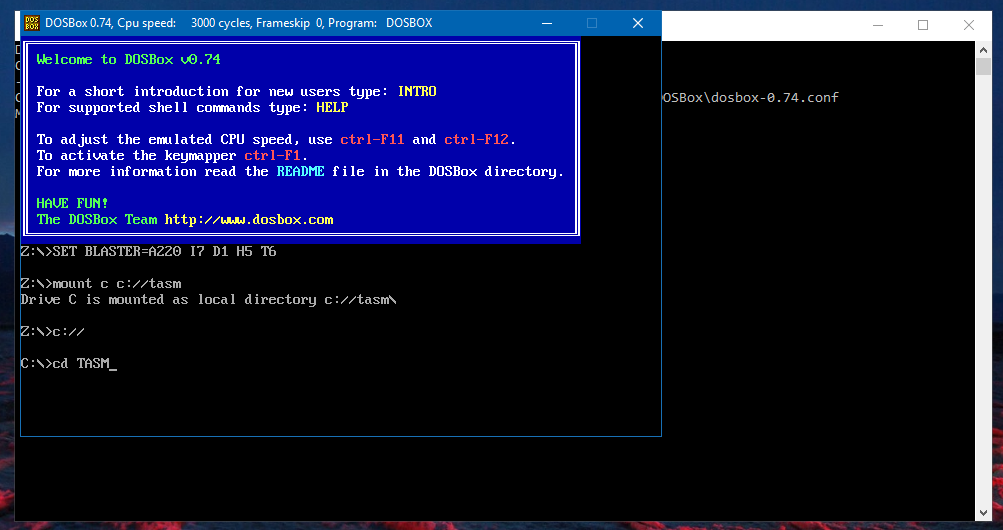 DOSBox 0.74, Cpu speed: 3000 cycles, Frameskip 0, Program: DOSBOX
Welcome to DOSBox v0.74
For a short introduction for new users type: INTRO
For supported shell commands type: HELP
To adjust the emulated CPU speed, use ctrl-F11 and ctrl-F12.
To activate the keymapper ctrl-F1.
For more information read the README file in the DOSBox directory.
HAVE FUN!
The DOSBox Team http://www.dosbox.com
OSBox\dosbox-0.74.conf
Z:\>SET BLASTER=A220 I7 D1 H5 T6
Z:\>mount c c://tasm
Drive C is mounted as local directory c://tasm\
Z:\>c://
C:\>cd TASM_